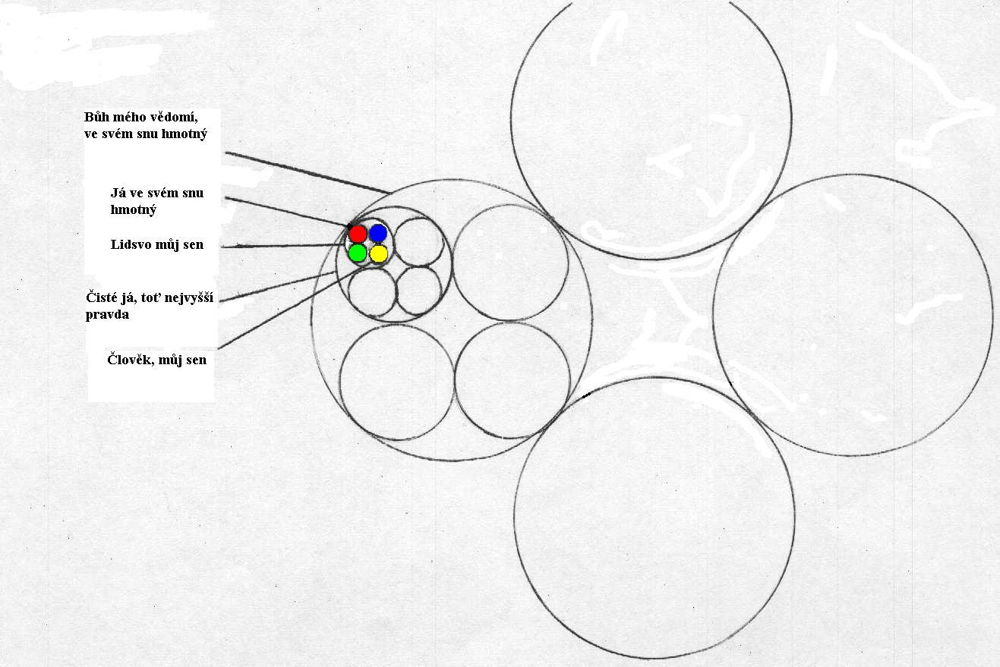 Bůh mého vědomí,
ve svém snu hmotný
Já ve svém snu
hmotný
Lidsvo můj sen
Čisté já, toť nejvyšší
pravda
Člověk, můj sen